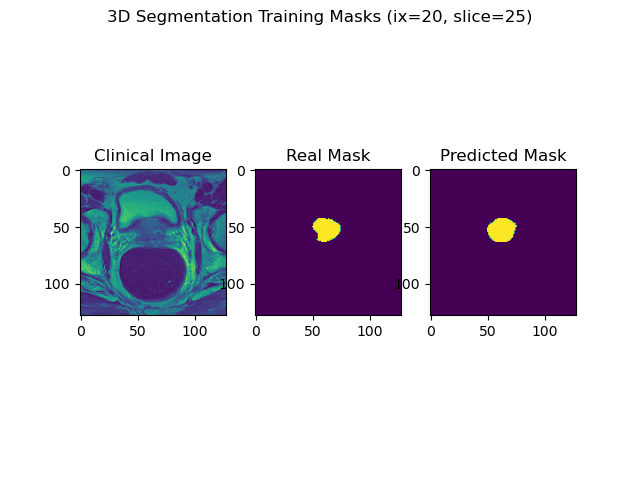 3D Segmentation Training Masks (ix=20, slice=25)
Clinical Image Real Mask Predicted Mask
0 0 0
50 50 50
100 100 100
0 50 100 0 50 100 0 50 100